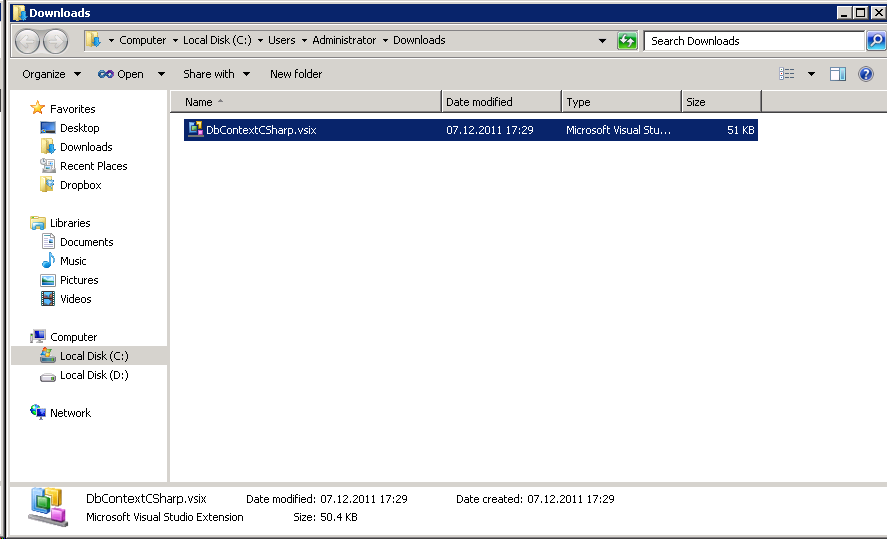 Downloads
Computer Local Disk (C:) Users Administrator Downloads Search Downloads
Organize Open Share with New folder
Name Date modified Type Size
DbContextCSharp.vsix 07.12.2011 17:29 Microsoft Visual Stu... 51 KB
Favorites
Desktop
Downloads
Recent Places
Dropbox
Libraries
Documents
Music
Pictures
Videos
Computer
Local Disk (C:)
Local Disk (D:)
Network
DbContextCSharp.vsix Date modified: 07.12.2011 17:29 Date created: 07.12.2011 17:29
Microsoft Visual Studio Extension Size: 50.4 KB